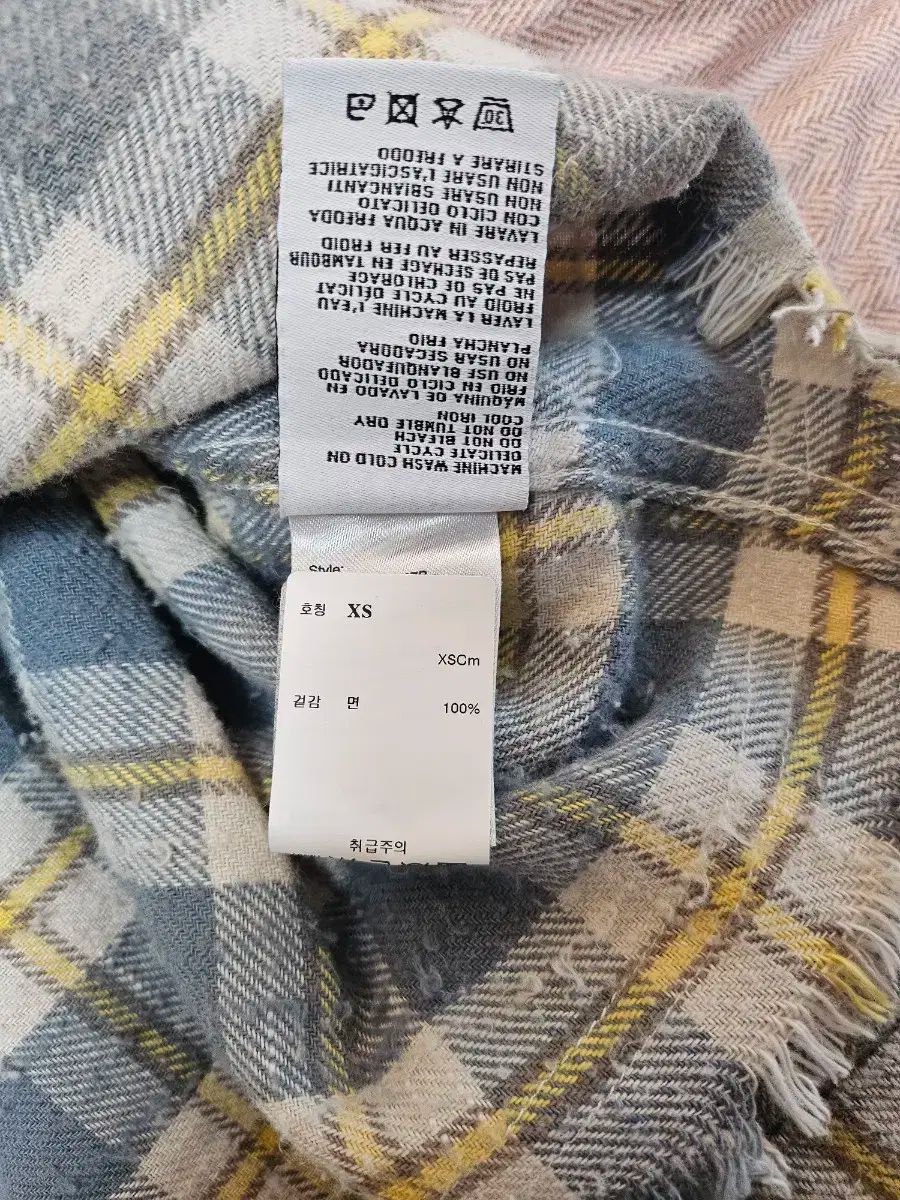 MACHINE WASH COLD ON
DELICATE CYCLE
DO NOT BLEACH
DO NOT TUMBLE DRY
COOL IRON
MÁQUINA DE LAVADO EN
FRIO EN CICLO DELICADO
NO USE BLANQUEADOR
NO USAR SECADORA
PLANCHA FRIO
LAVER LA MACHINE L'EAU
FROID AU CYCLE DÉLICAT
NE PAS DE CHLORAGE
PAS DE SECHAGE EN TAMBOUR
REPASSER AU FER FROID
LAVARE IN ACQUA FREDDA
CON CICLO DELICATO
NON USARE SBIANCANTI
NON USARE L'ASCIGATRICE
STIRARE A FREDDO
30
Style:
호칭 XS
XSCm
겉감 면 100%
취급주의